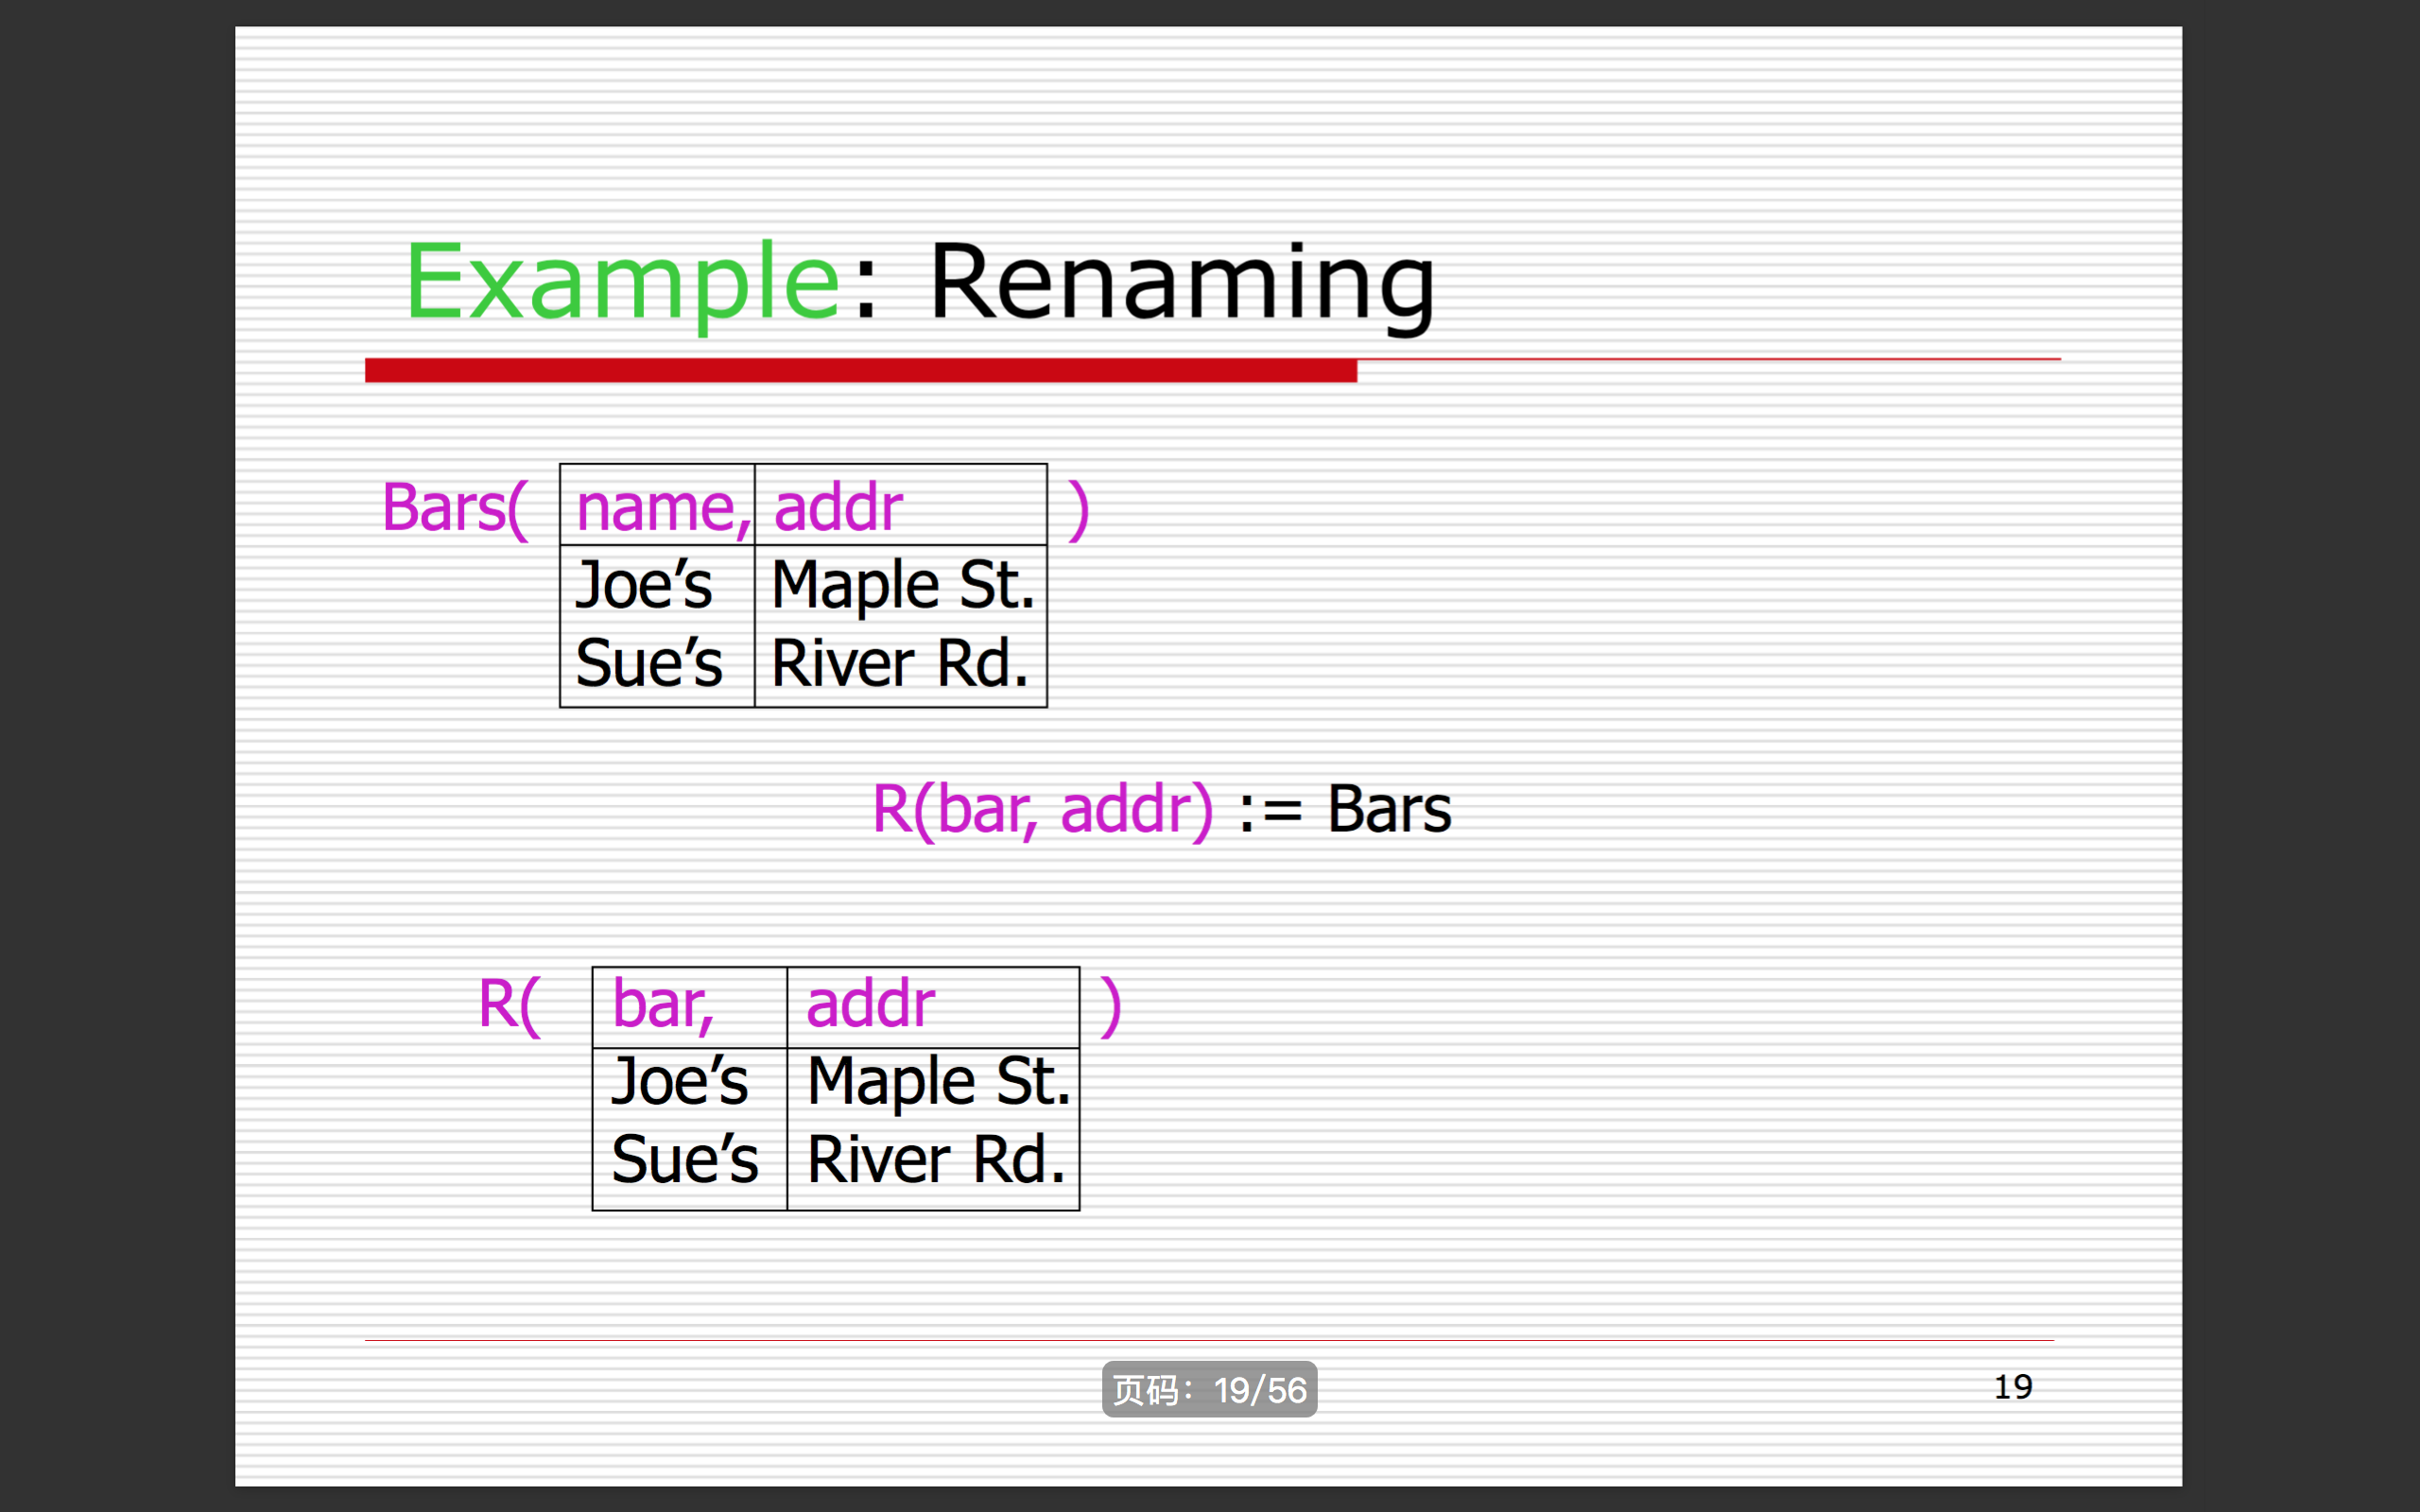 Example: Renaming
Bars( name, addr )
Joe’s Maple St.
Sue’s River Rd.
R(bar, addr) := Bars
R( bar, addr )
Joe’s Maple St.
Sue’s River Rd.
页码：19/56
19